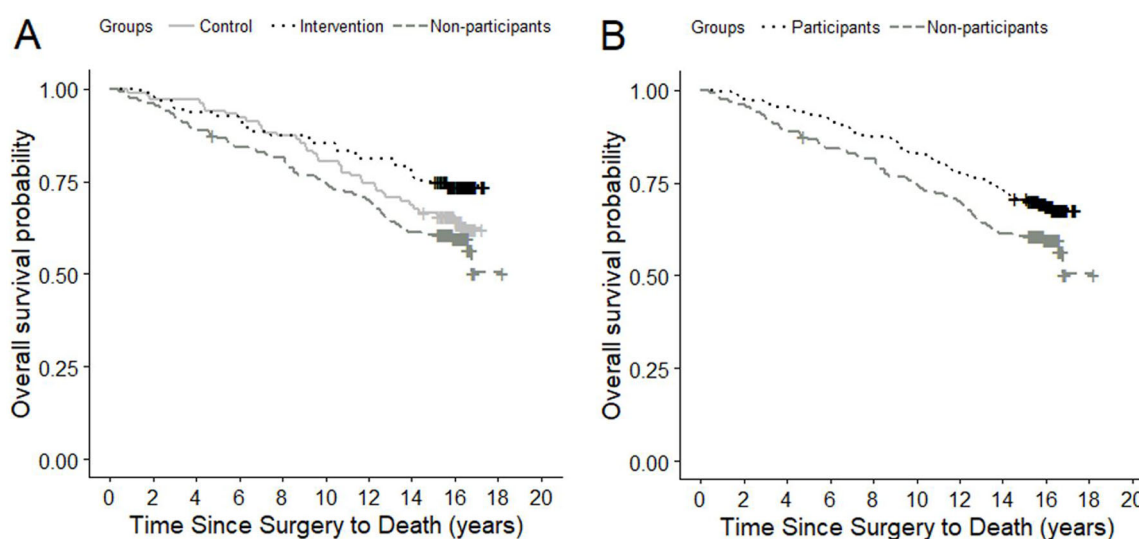 A
Groups Control Intervention Non-participants
Overall survival probability
1.00
0.75
0.50
0.25
0.00
0 2 4 6 8 10 12 14 16 18 20
Time Since Surgery to Death (years)
B
Groups Participants Non-participants
Overall survival probability
1.00
0.75
0.50
0.25
0.00
0 2 4 6 8 10 12 14 16 18 20
Time Since Surgery to Death (years)